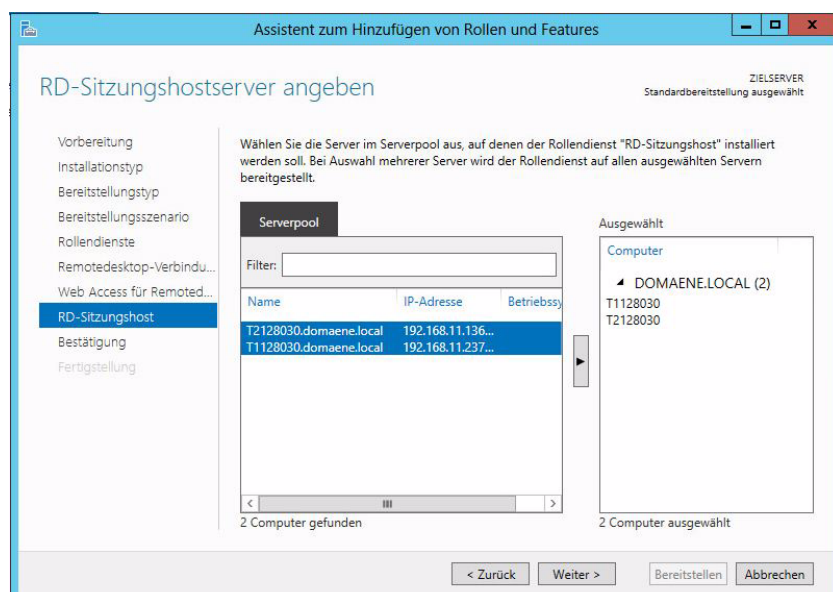 Assistent zum Hinzufügen von Rollen und Features
RD-Sitzungshostserver angeben
ZIELSERVER
Standardbereitstellung ausgewählt
Vorbereitung
Installationstyp
Bereitstellungstyp
Bereitstellungsszenario
Rollendienste
Remotedesktop-Verbindu...
Web Access für Remoted...
RD-Sitzungshost
Bestätigung
Fertigstellung
Wählen Sie die Server im Serverpool aus, auf denen der Rollendienst "RD-Sitzungshost" installiert
werden soll. Bei Auswahl mehrerer Server wird der Rollendienst auf allen ausgewählten Servern
bereitgestellt.
Serverpool
Filter:
Name IP-Adresse Betriebssy
T2128030.domaene.local 192.168.11.136...
T1128030.domaene.local 192.168.11.237...
2 Computer gefunden
Ausgewählt
Computer
DOMAENE.LOCAL (2)
T1128030
T2128030
2 Computer ausgewählt
< Zurück Weiter > Bereitstellen Abbrechen